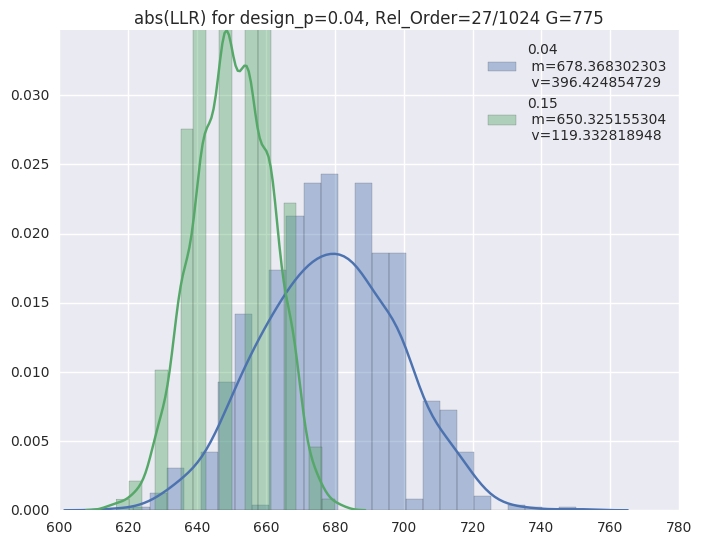 abs(LLR) for design_p=0.04, Rel_Order=27/1024 G=775
0.04
m=678.368302303
v=396.424854729
0.15
m=650.325155304
v=119.332818948
0.030
0.025
0.020
0.015
0.010
0.005
0.000
600 620 640 660 680 700 720 740 760 780